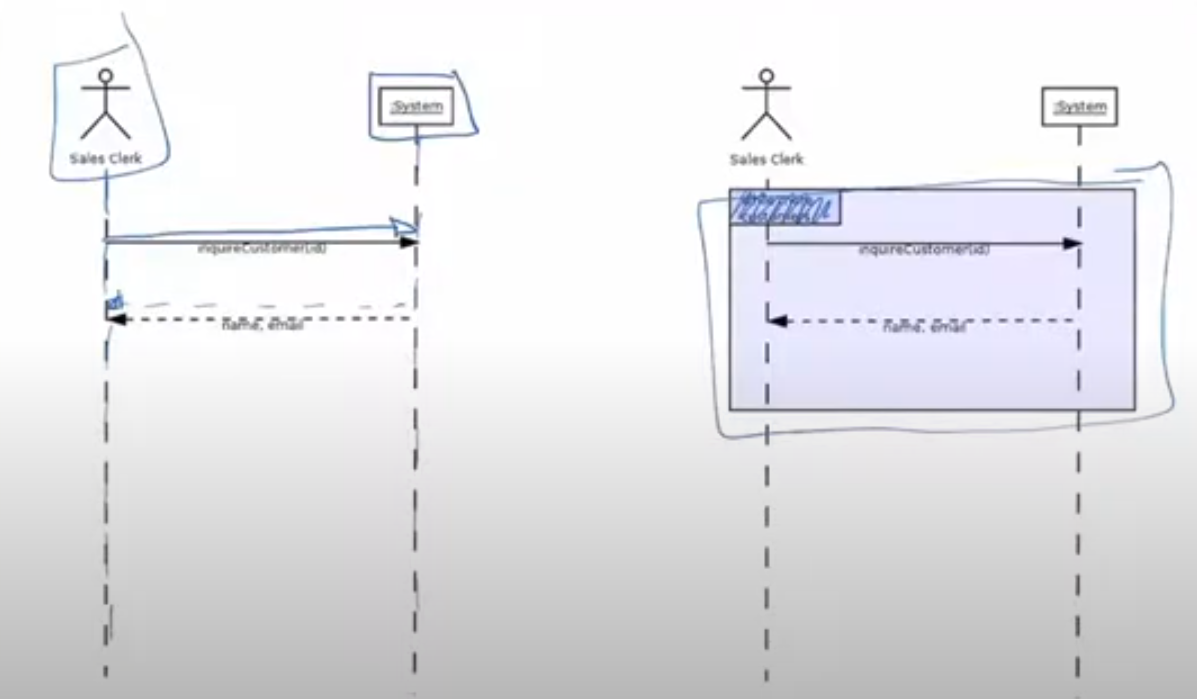 :System
:System
Sales Clerk
Sales Clerk
inquireCustomer(id)
inquireCustomer(id)
name, email
name, email